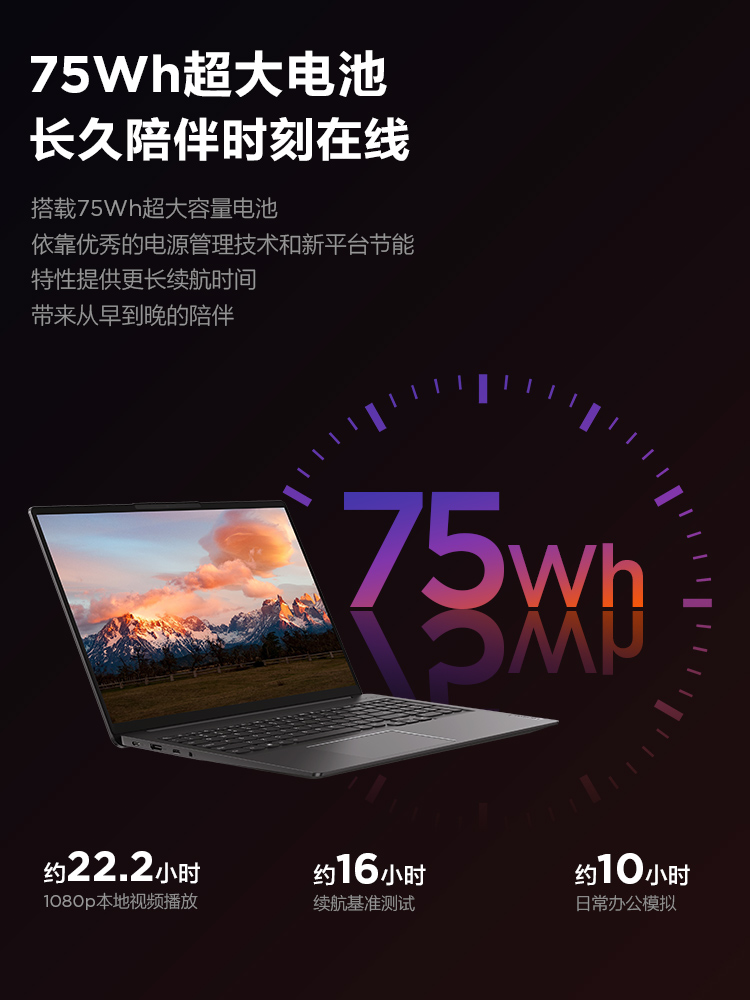 75Wh超大电池
长久陪伴时刻在线
搭载75Wh超大容量电池
依靠优秀的电源管理技术和新平台节能
特性提供更长续航时间
带来从早到晚的陪伴
75Wh
约22.2小时
1080p本地视频播放
约16小时
续航基准测试
约10小时
日常办公模拟